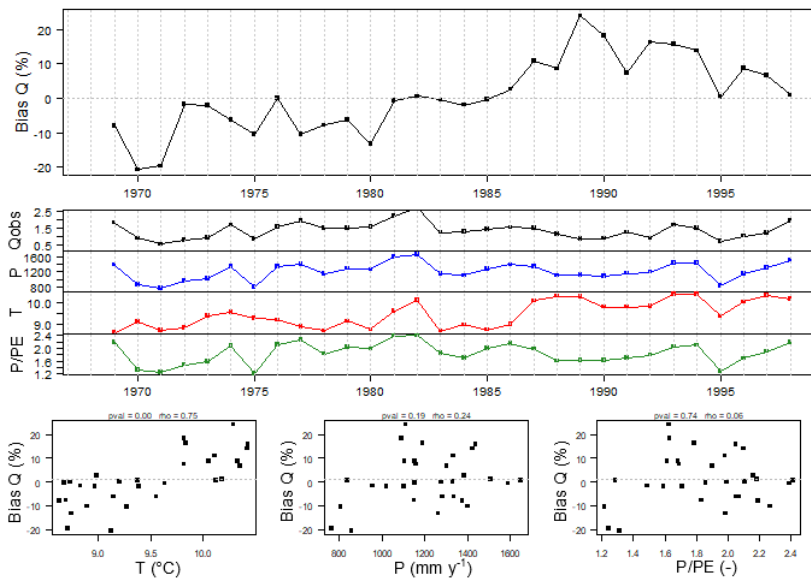 Bias Q (%)
20
10
0
-10
-20
1970 1975 1980 1985 1990 1995
Qobs
2.5
1.5
0.5
P
1600
1200
800
T
10.0
9.0
P/PE
2.4
2.0
1.6
1.2
1970 1975 1980 1985 1990 1995
pval = 0.00 rho = 0.75
Bias Q (%)
20
10
0
-10
-20
9.0 9.5 10.0
T (°C)
pval = 0.19 rho = 0.24
Bias Q (%)
20
10
0
-10
-20
800 1000 1200 1400 1600
P (mm y⁻¹)
pval = 0.74 rho = 0.06
Bias Q (%)
20
10
0
-10
-20
1.2 1.4 1.6 1.8 2.0 2.2 2.4
P/PE (-)